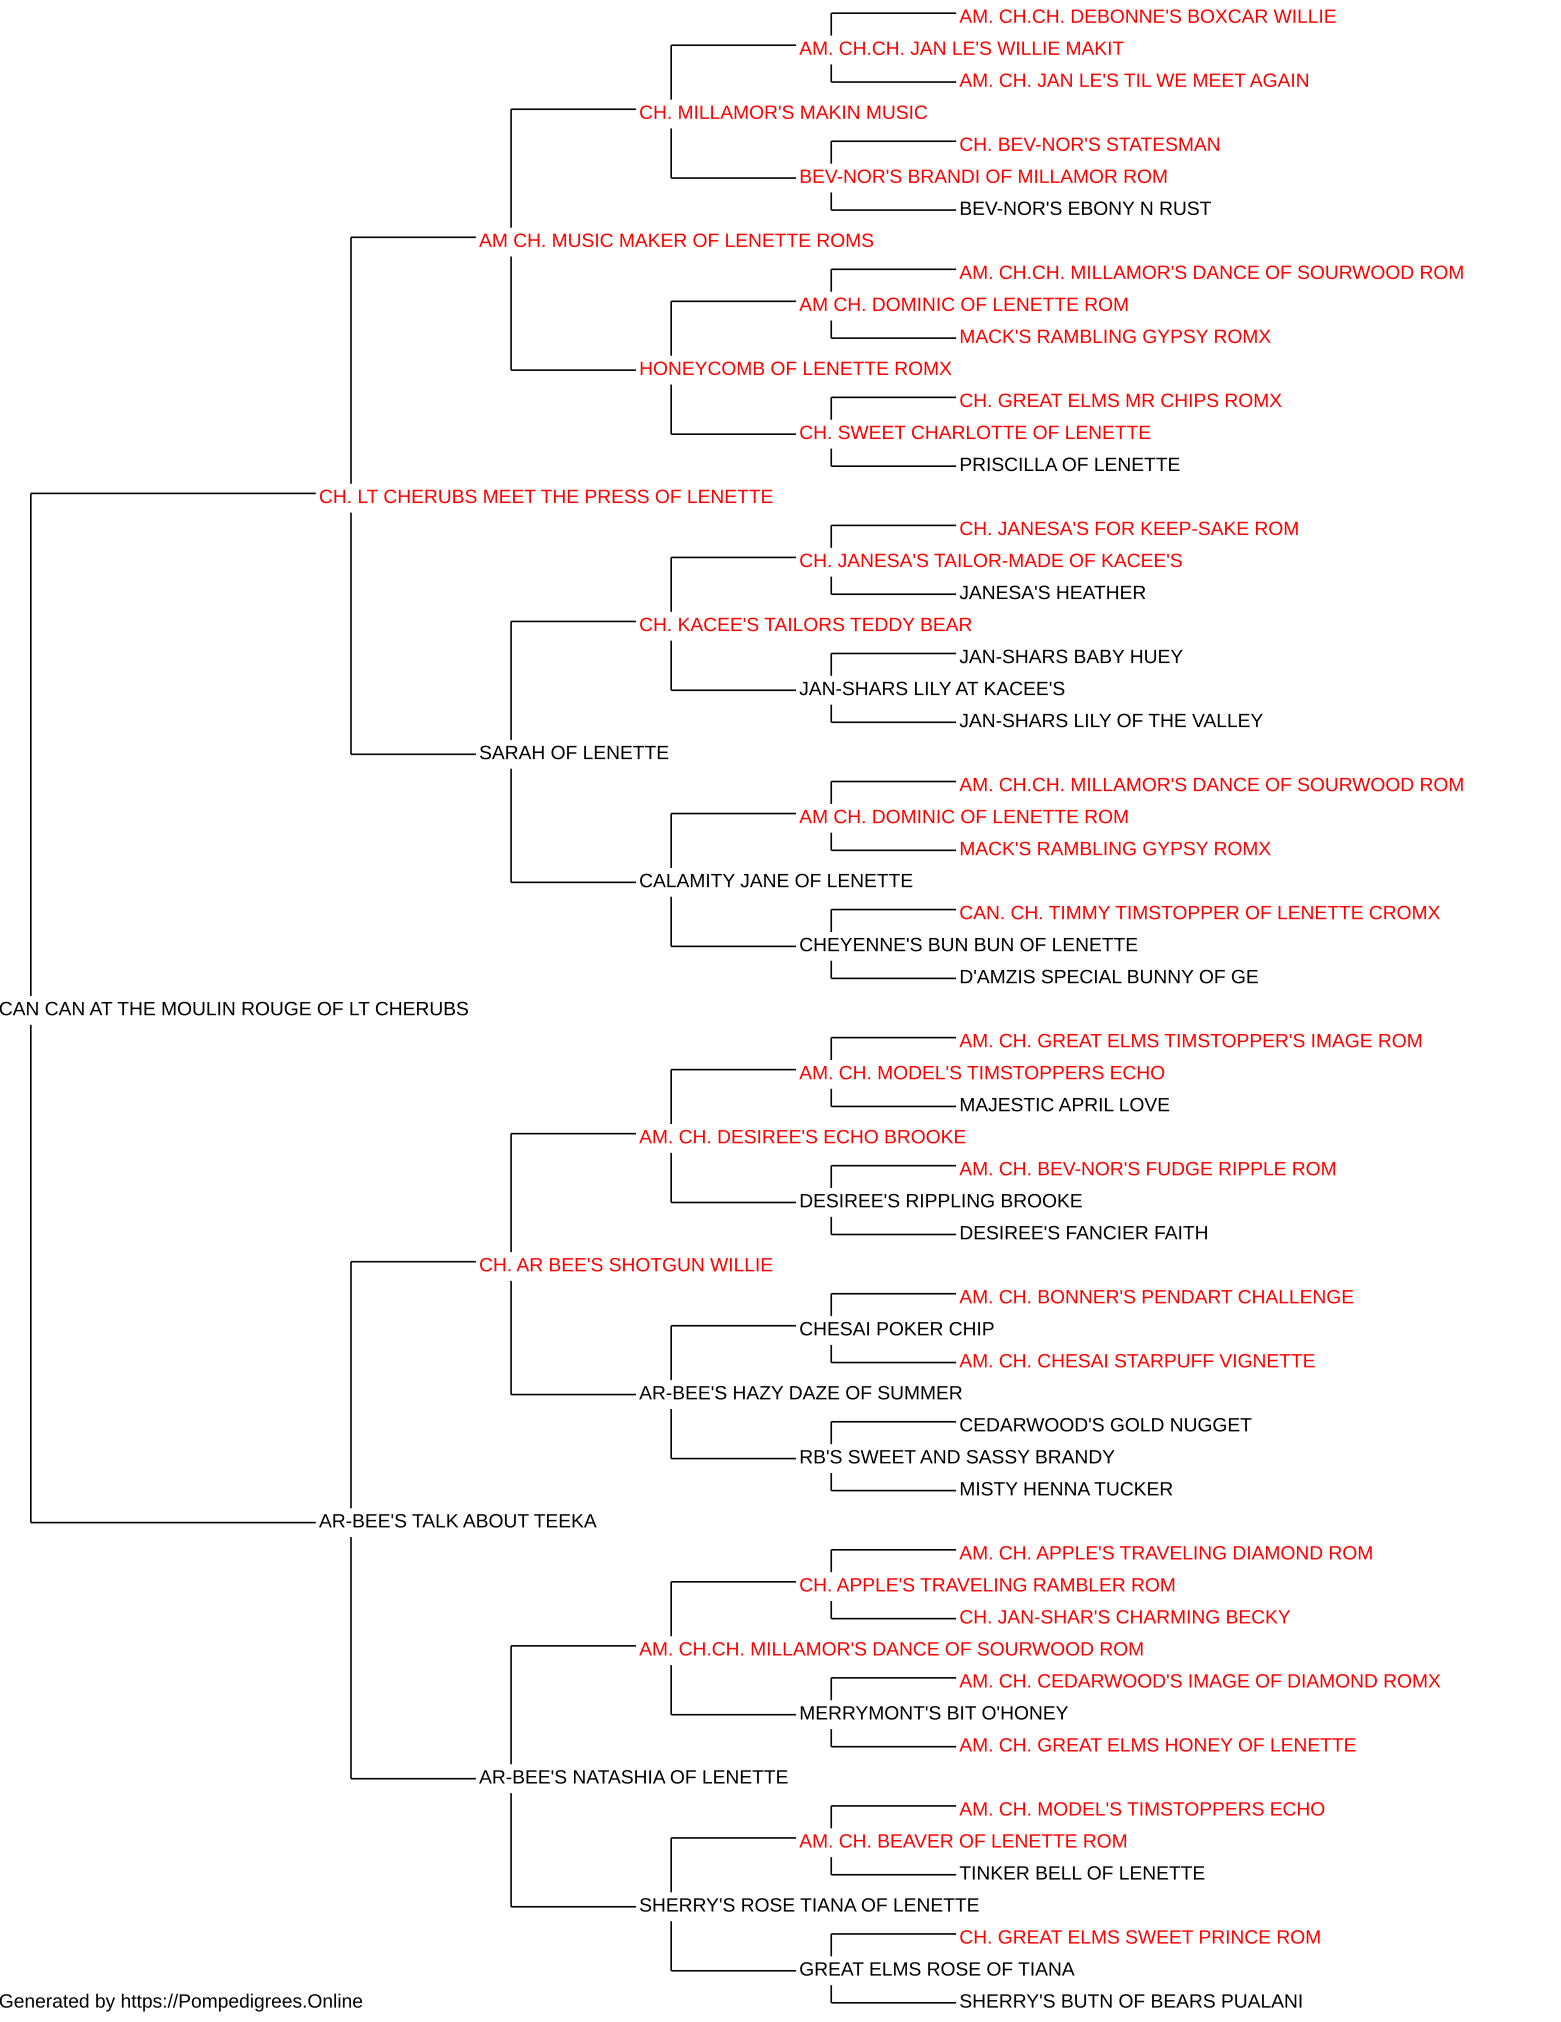 AM. CH.CH. DEBONNE'S BOXCAR WILLIE
AM. CH.CH. JAN LE'S WILLIE MAKIT
AM. CH. JAN LE'S TIL WE MEET AGAIN
CH. MILLAMOR'S MAKIN MUSIC
CH. BEV-NOR'S STATESMAN
BEV-NOR'S BRANDI OF MILLAMOR ROM
BEV-NOR'S EBONY N RUST
AM CH. MUSIC MAKER OF LENETTE ROMS
AM. CH.CH. MILLAMOR'S DANCE OF SOURWOOD ROM
AM CH. DOMINIC OF LENETTE ROM
MACK'S RAMBLING GYPSY ROMX
HONEYCOMB OF LENETTE ROMX
CH. GREAT ELMS MR CHIPS ROMX
CH. SWEET CHARLOTTE OF LENETTE
PRISCILLA OF LENETTE
CH. LT CHERUBS MEET THE PRESS OF LENETTE
CH. JANESA'S FOR KEEP-SAKE ROM
CH. JANESA'S TAILOR-MADE OF KACEE'S
JANESA'S HEATHER
CH. KACEE'S TAILORS TEDDY BEAR
JAN-SHARS BABY HUEY
JAN-SHARS LILY AT KACEE'S
JAN-SHARS LILY OF THE VALLEY
SARAH OF LENETTE
AM. CH.CH. MILLAMOR'S DANCE OF SOURWOOD ROM
AM CH. DOMINIC OF LENETTE ROM
MACK'S RAMBLING GYPSY ROMX
CALAMITY JANE OF LENETTE
CAN. CH. TIMMY TIMSTOPPER OF LENETTE CROMX
CHEYENNE'S BUN BUN OF LENETTE
D'AMZIS SPECIAL BUNNY OF GE
CAN CAN AT THE MOULIN ROUGE OF LT CHERUBS
AM. CH. GREAT ELMS TIMSTOPPER'S IMAGE ROM
AM. CH. MODEL'S TIMSTOPPERS ECHO
MAJESTIC APRIL LOVE
AM. CH. DESIREE'S ECHO BROOKE
AM. CH. BEV-NOR'S FUDGE RIPPLE ROM
DESIREE'S RIPPLING BROOKE
DESIREE'S FANCIER FAITH
CH. AR BEE'S SHOTGUN WILLIE
AM. CH. BONNER'S PENDART CHALLENGE
CHESAI POKER CHIP
AM. CH. CHESAI STARPUFF VIGNETTE
AR-BEE'S HAZY DAZE OF SUMMER
CEDARWOOD'S GOLD NUGGET
RB'S SWEET AND SASSY BRANDY
MISTY HENNA TUCKER
AR-BEE'S TALK ABOUT TEEKA
AM. CH. APPLE'S TRAVELING DIAMOND ROM
CH. APPLE'S TRAVELING RAMBLER ROM
CH. JAN-SHAR'S CHARMING BECKY
AM. CH.CH. MILLAMOR'S DANCE OF SOURWOOD ROM
AM. CH. CEDARWOOD'S IMAGE OF DIAMOND ROMX
MERRYMONT'S BIT O'HONEY
AM. CH. GREAT ELMS HONEY OF LENETTE
AR-BEE'S NATASHIA OF LENETTE
AM. CH. MODEL'S TIMSTOPPERS ECHO
AM. CH. BEAVER OF LENETTE ROM
TINKER BELL OF LENETTE
SHERRY'S ROSE TIANA OF LENETTE
CH. GREAT ELMS SWEET PRINCE ROM
GREAT ELMS ROSE OF TIANA
SHERRY'S BUTN OF BEARS PUALANI
Generated by https://Pompedigrees.Online